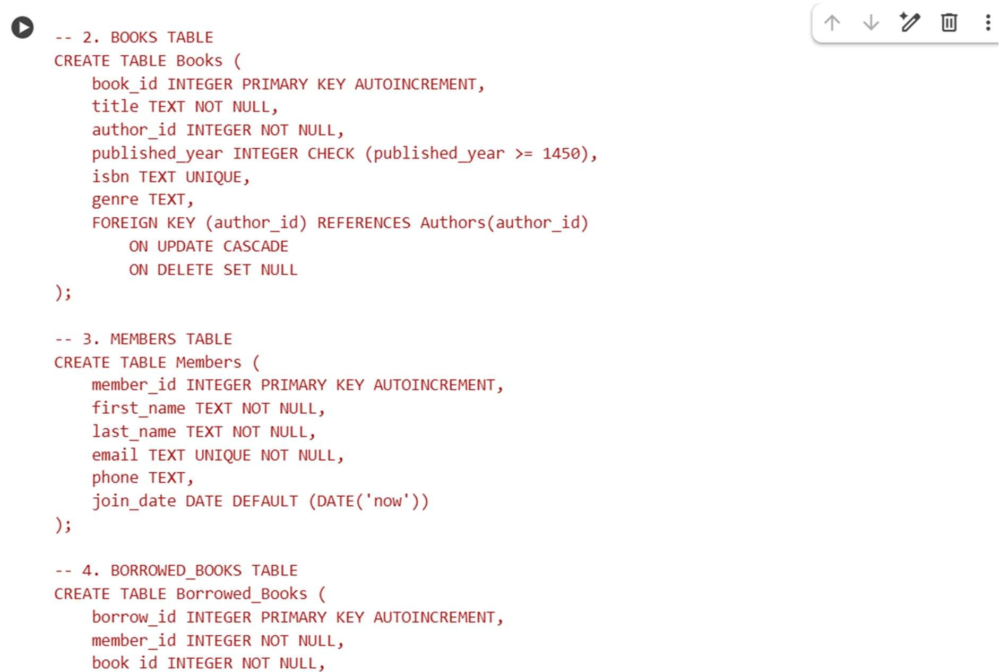 -- 2. BOOKS TABLE
CREATE TABLE Books (
    book_id INTEGER PRIMARY KEY AUTOINCREMENT,
    title TEXT NOT NULL,
    author_id INTEGER NOT NULL,
    published_year INTEGER CHECK (published_year >= 1450),
    isbn TEXT UNIQUE,
    genre TEXT,
    FOREIGN KEY (author_id) REFERENCES Authors(author_id)
        ON UPDATE CASCADE
        ON DELETE SET NULL
);

-- 3. MEMBERS TABLE
CREATE TABLE Members (
    member_id INTEGER PRIMARY KEY AUTOINCREMENT,
    first_name TEXT NOT NULL,
    last_name TEXT NOT NULL,
    email TEXT UNIQUE NOT NULL,
    phone TEXT,
    join_date DATE DEFAULT (DATE('now'))
);

-- 4. BORROWED_BOOKS TABLE
CREATE TABLE Borrowed_Books (
    borrow_id INTEGER PRIMARY KEY AUTOINCREMENT,
    member_id INTEGER NOT NULL,
    book id INTEGER NOT NULL,